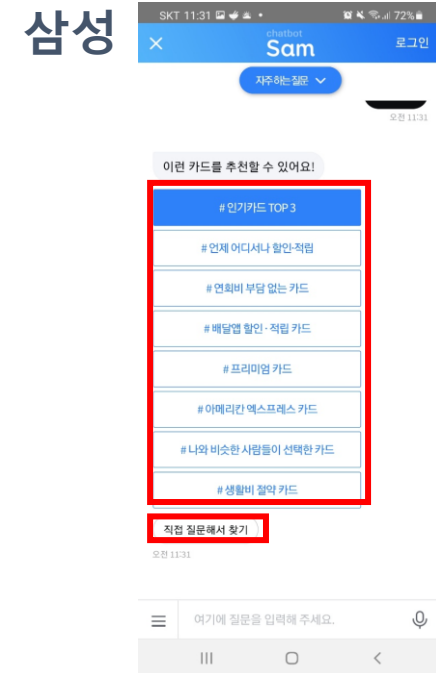 삼성
SKT 11:31 72%
chatbot
Sam
로그인
자주하는질문
오전 11:31
이런 카드를 추천할 수 있어요!
# 인기카드 TOP 3
# 언제 어디서나 할인·적립
# 연회비 부담 없는 카드
# 배달앱 할인 · 적립 카드
# 프리미엄 카드
# 아메리칸 엑스프레스 카드
# 나와 비슷한 사람들이 선택한 카드
# 생활비 절약 카드
직접 질문해서 찾기
오전 11:31
여기에 질문을 입력해 주세요.